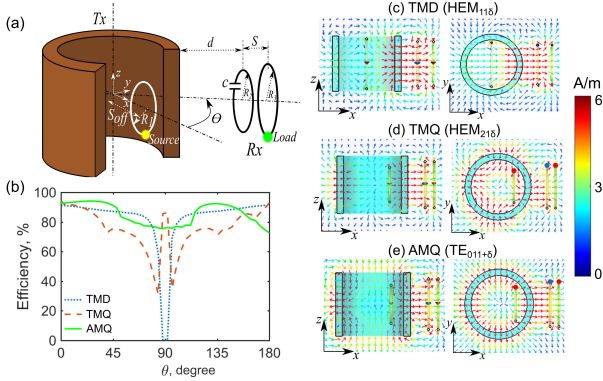 (a)
Tx
d
S
z
y
x
S_off
R_1
Source
Θ
C
R
R
Load
Rx
(b)
Efficiency, %
100
80
60
40
20
0
TMD
TMQ
AMQ
0 45 90 135 180
θ, degree
(c) TMD (HEM₁₁δ)
z
x
y
x
(d) TMQ (HEM₂₁δ)
z
x
y
x
(e) AMQ (TE₀₁₁₊δ)
z
x
y
x
A/m
6
3
0